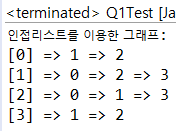 <terminated> Q1Test [Ja
인접리스트를 이용한 그래프:
[0] => 1 => 2
[1] => 0 => 2 => 3
[2] => 0 => 1 => 3
[3] => 1 => 2